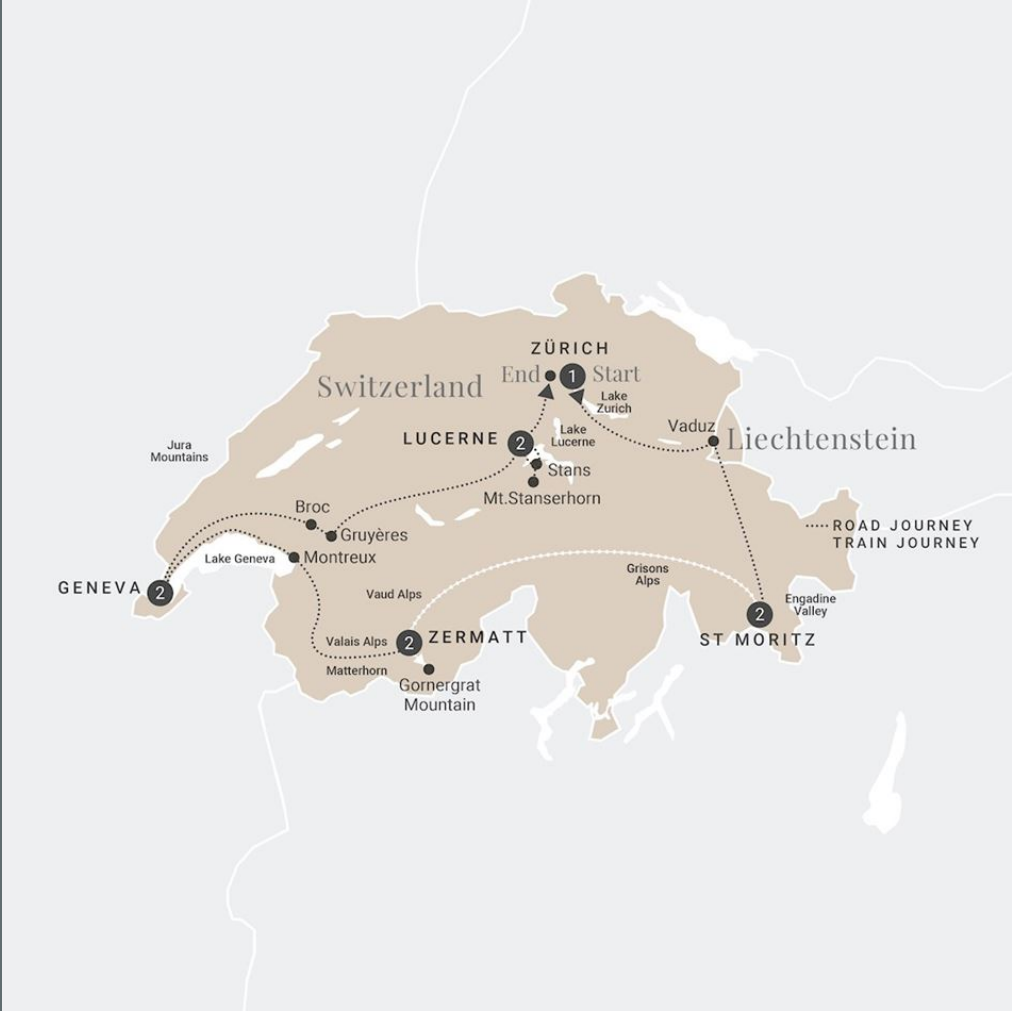 ZÜRICH
End
1
Start
Switzerland
Lake
Zurich
Vaduz
Liechtenstein
LUCERNE
2
Lake
Lucerne
Stans
Mt.Stanserhorn
Jura
Mountains
Broc
Gruyères
Montreux
Lake Geneva
GENEVA
2
ROAD JOURNEY
TRAIN JOURNEY
Grisons
Alps
Vaud Alps
Engadine
Valley
2
ST MORITZ
Valais Alps
2
ZERMATT
Matterhorn
Gornergrat
Mountain